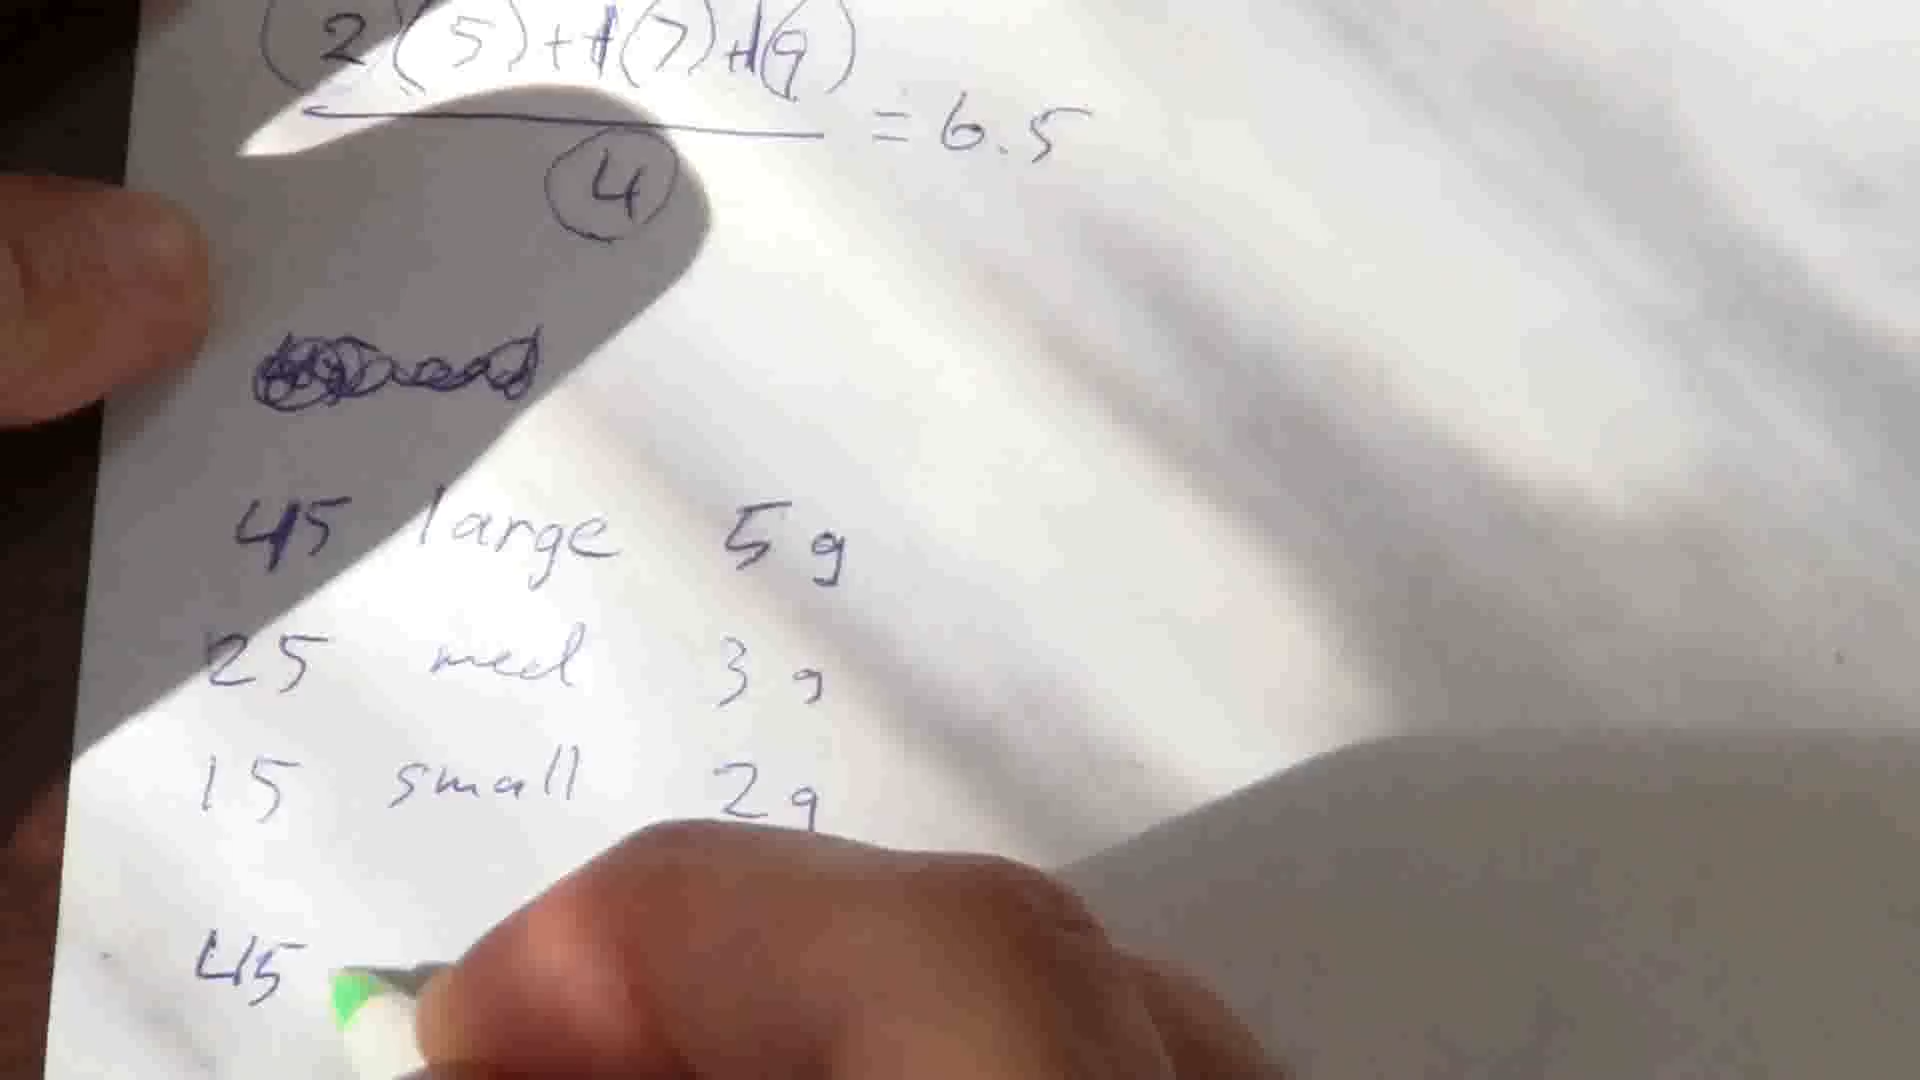 (2(5)+1(7)+1(9)
= 6.5
4
45 large 5g
25 med 3g
15 small 2g
45